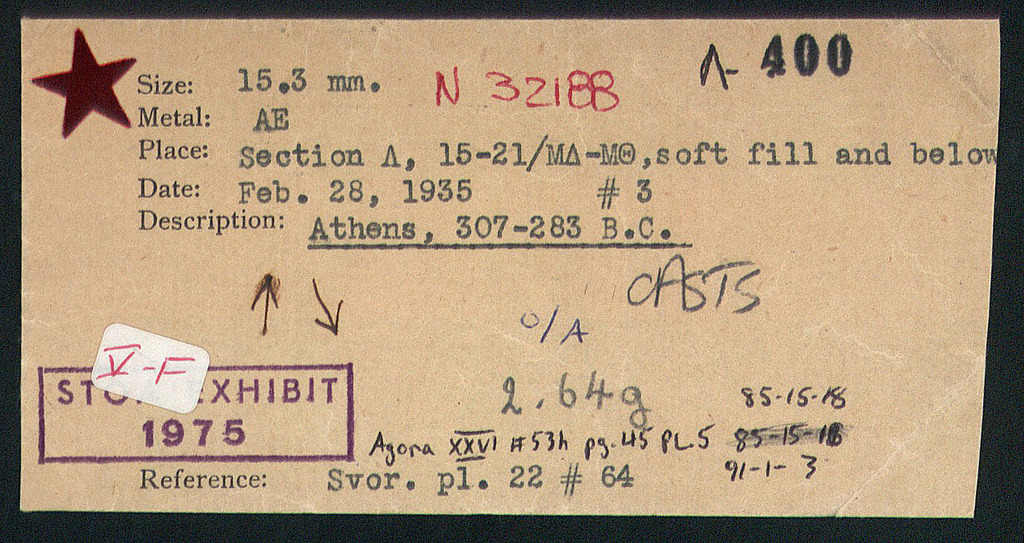 Λ- 400
Size: 15.3 mm. N 32188
Metal: AE
Place: Section Λ, 15-21/ΜΔ-ΜΘ,soft fill and below
Date: Feb. 28, 1935 # 3
Description: Athens, 307-283 B.C.
CASTS
O/A
V-F
EXHIBIT
1975
2.64g
85-15-18
Agora XXVI #53h pg.45 PL.5 85-15-18
91-1-3
Reference: Svor. pl. 22 # 64